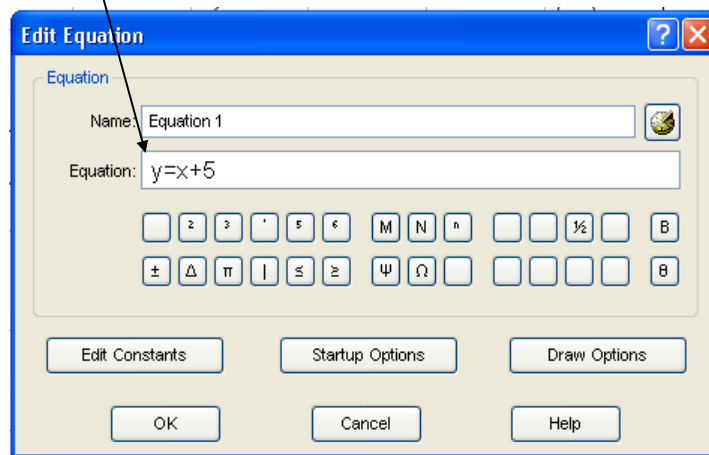 Edit Equation
Equation
Name: Equation 1
Equation: y=x+5
² ³ ' ⁵ ⁶ M N ⁿ ½ B
± Δ π | ≤ ≥ Ψ Ω θ
Edit Constants Startup Options Draw Options
OK Cancel Help